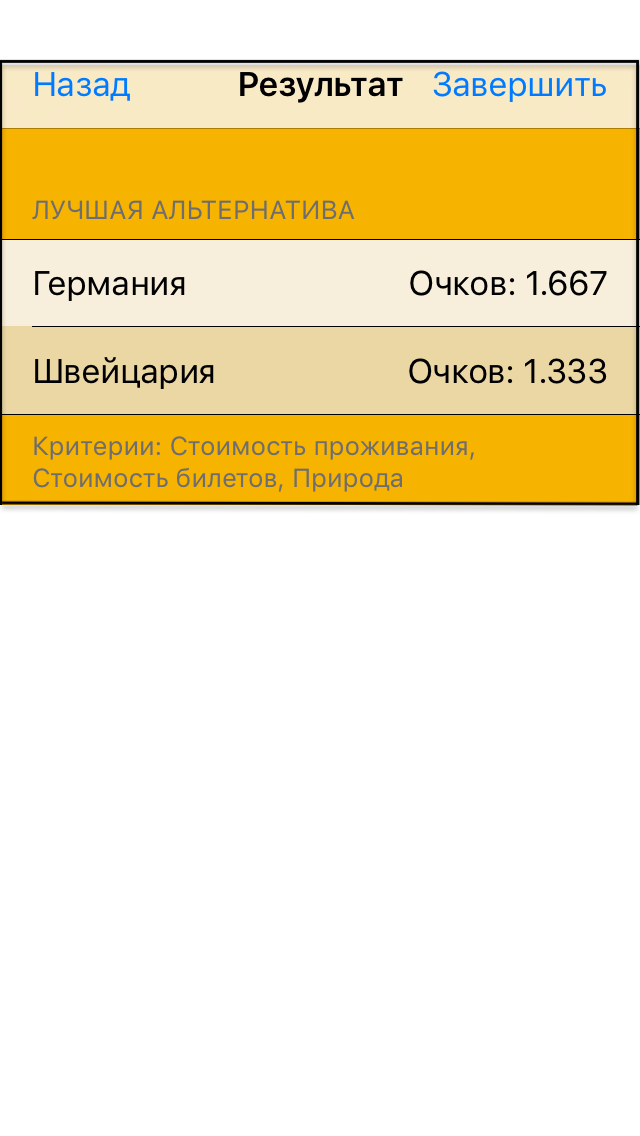 Назад Результат Завершить
ЛУЧШАЯ АЛЬТЕРНАТИВА
Германия Очков: 1.667
Швейцария Очков: 1.333
Критерии: Стоимость проживания,
Стоимость билетов, Природа